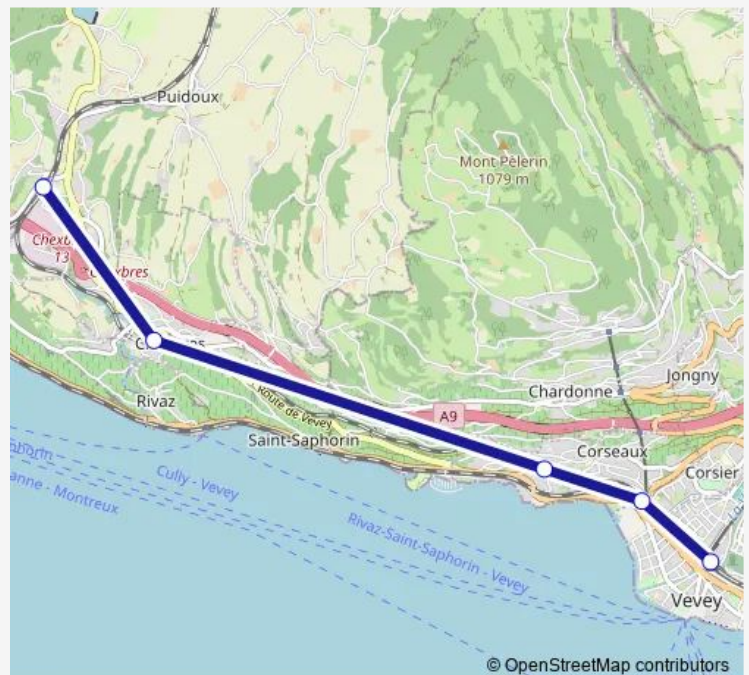 Puidoux
Mont Pèlerin
1079 m
13
Jongny
Chardonne
Rivaz
Route de Vevey
A9
Saint-Saphorin
Corseaux
Corsier
Cully - Vevey
anne - Montreux
Rivaz-Saint-Saphorin - Vevey
Vevey
© OpenStreetMap contributors